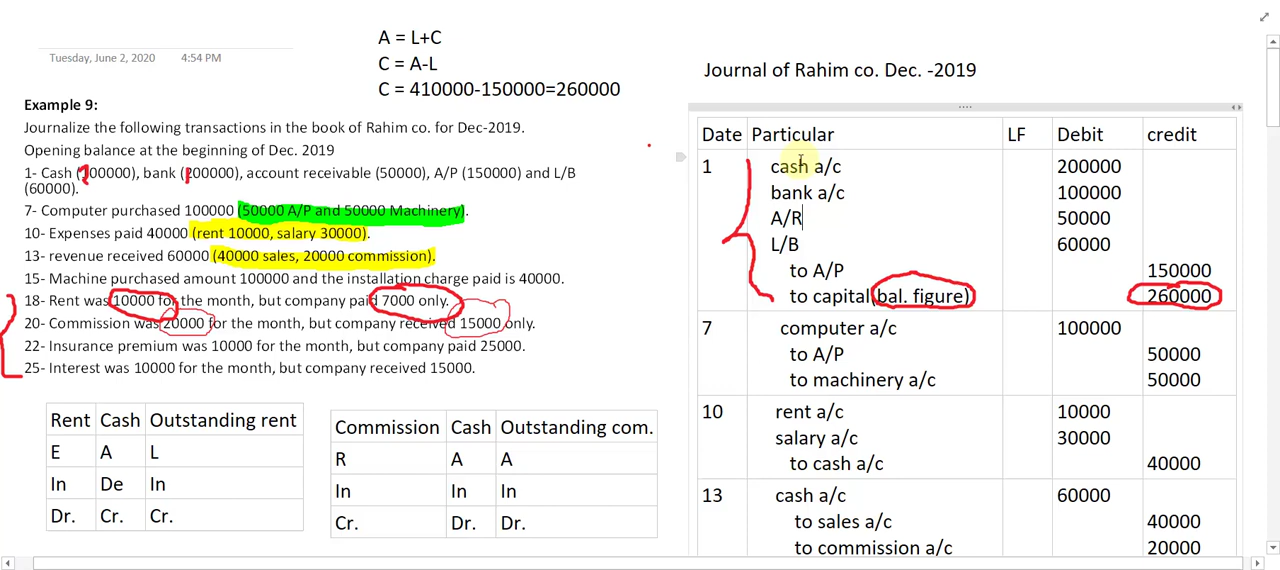 Tuesday, June 2, 2020 4:54 PM
A = L+C
C = A-L
C = 410000-150000=260000
Example 9:
Journalize the following transactions in the book of Rahim co. for Dec-2019.
Opening balance at the beginning of Dec. 2019
1- Cash (200000), bank (100000), account receivable (50000), A/P (150000) and L/B
(60000).
7- Computer purchased 100000 (50000 A/P and 50000 Machinery).
10- Expenses paid 40000 (rent 10000, salary 30000).
13- revenue received 60000 (40000 sales, 20000 commission).
15- Machine purchased amount 100000 and the installation charge paid is 40000.
18- Rent was 10000 for the month, but company paid 7000 only.
20- Commission was 20000 for the month, but company received 15000 only.
22- Insurance premium was 10000 for the month, but company paid 25000.
25- Interest was 10000 for the month, but company received 15000.
Rent Cash Outstanding rent
E A L
In De In
Dr. Cr. Cr.
Commission Cash Outstanding com.
R A A
In In In
Cr. Dr. Dr.
Journal of Rahim co. Dec. -2019
Date Particular LF Debit credit
1 cash a/c 200000
bank a/c 100000
A/R 50000
L/B 60000
to A/P 150000
to capital(bal. figure) 260000
7 computer a/c 100000
to A/P 50000
to machinery a/c 50000
10 rent a/c 10000
salary a/c 30000
to cash a/c 40000
13 cash a/c 60000
to sales a/c 40000
to commission a/c 20000